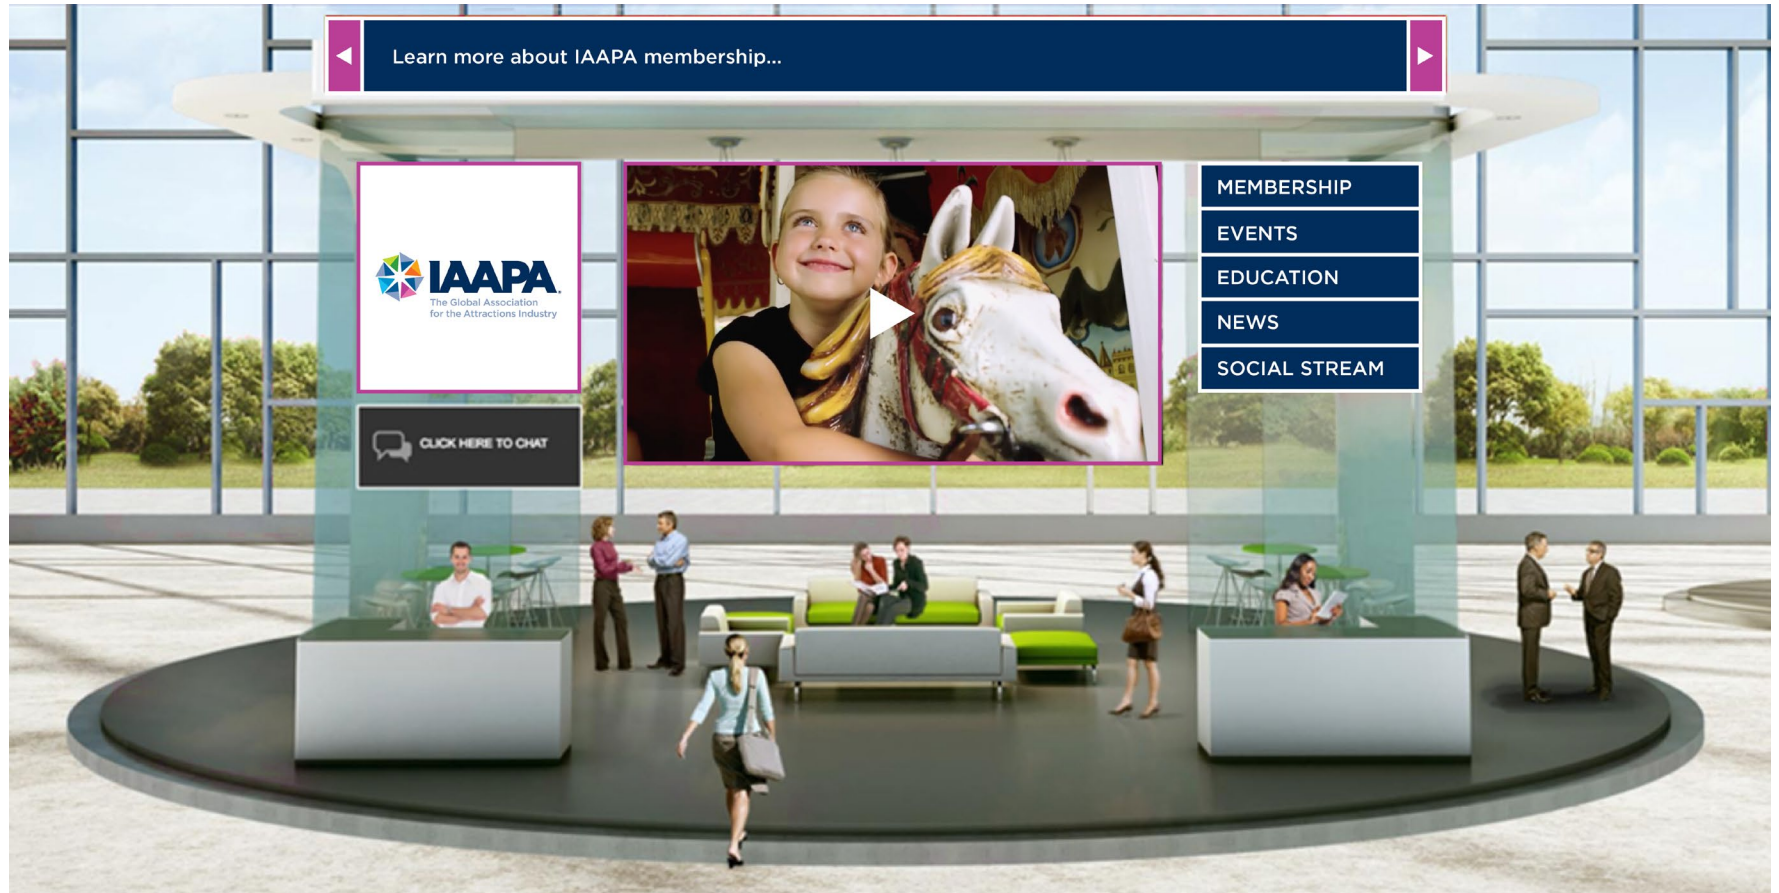 Learn more about IAAPA membership...
IAAPA
The Global Association
for the Attractions Industry
CLICK HERE TO CHAT
MEMBERSHIP
EVENTS
EDUCATION
NEWS
SOCIAL STREAM